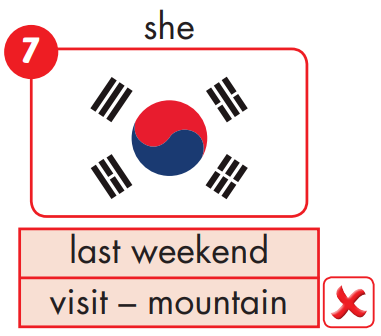 she
7
last weekend
visit – mountain